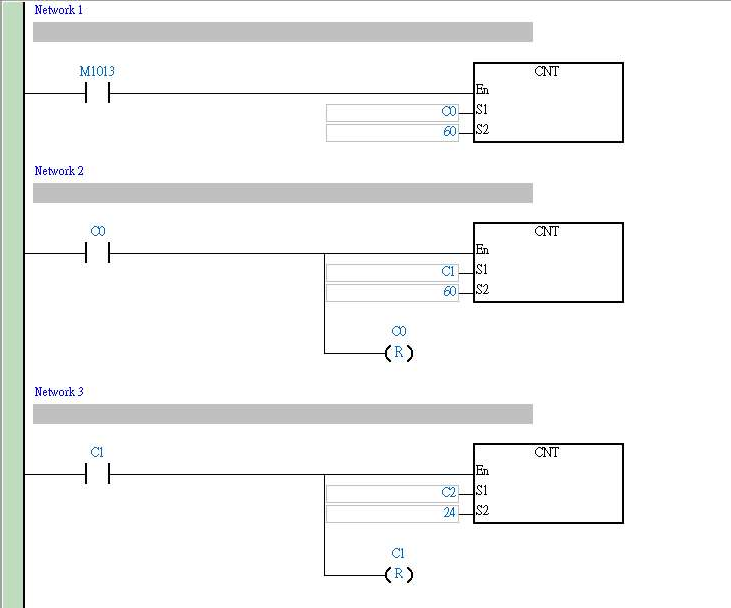 Network 1
M1013
CNT
En
C0 S1
60 S2
Network 2
C0
CNT
En
C1 S1
60 S2
C0
( R )
Network 3
C1
CNT
En
C2 S1
24 S2
C1
( R )